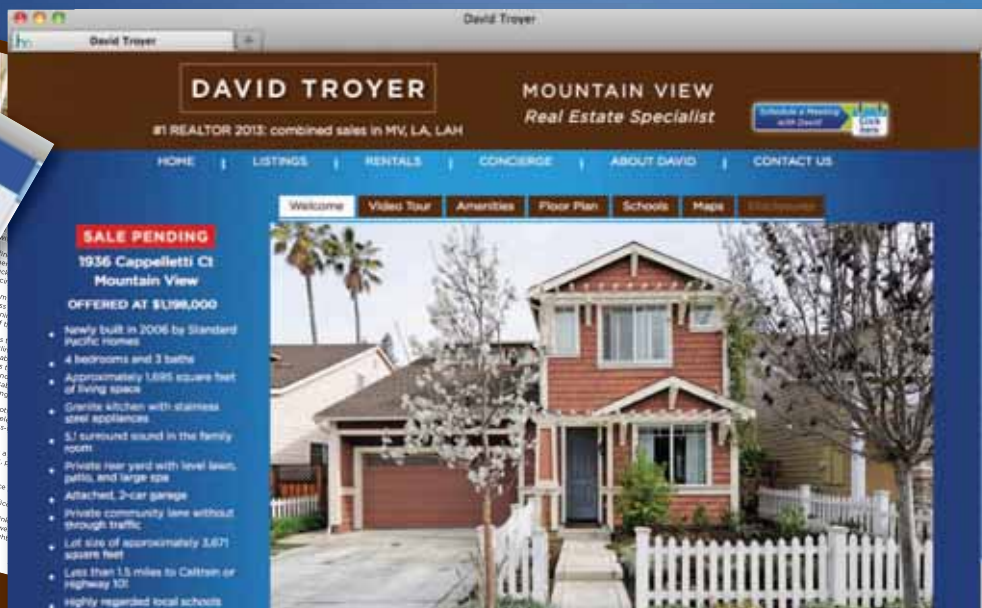 David Troyer
David Troyer
DAVID TROYER
MOUNTAIN VIEW
#1 REALTOR 2013: combined sales in MV, LA, LAH
Real Estate Specialist
Schedule a Meeting
with David!
Click
here
HOME | LISTINGS | RENTALS | CONCIERGE | ABOUT DAVID | CONTACT US
Welcome Video Tour Amenities Floor Plan Schools Maps
SALE PENDING
1936 Cappelletti Ct
Mountain View
OFFERED AT $1,198,000
Newly built in 2006 by Standard
Pacific Homes
4 bedrooms and 3 baths
Approximately 1,695 square feet
of living space
Granite kitchen with stainless
steel appliances
5.1 surround sound in the family
room
Private rear yard with level lawn,
patio, and large spa
Attached, 2-car garage
Private community lane without
through traffic
Lot size of approximately 3,671
square feet
Less than 1.5 miles to Caltrain or
Highway 101
Highly regarded local schools